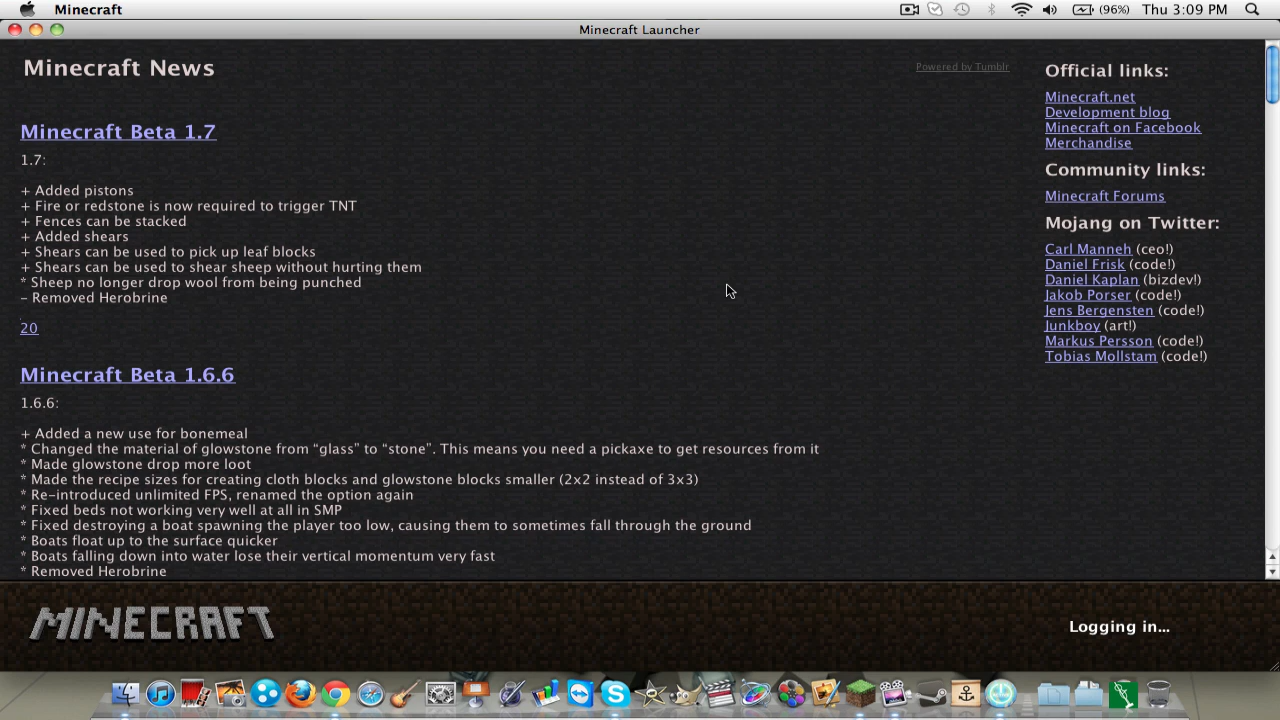 Minecraft
(96%)
Thu 3:09 PM
Minecraft Launcher
Minecraft News
Powered by Tumblr
Minecraft Beta 1.7
1.7:
+ Added pistons
+ Fire or redstone is now required to trigger TNT
+ Fences can be stacked
+ Added shears
+ Shears can be used to pick up leaf blocks
+ Shears can be used to shear sheep without hurting them
* Sheep no longer drop wool from being punched
- Removed Herobrine
20
Minecraft Beta 1.6.6
1.6.6:
+ Added a new use for bonemeal
* Changed the material of glowstone from “glass” to “stone”. This means you need a pickaxe to get resources from it
* Made glowstone drop more loot
* Made the recipe sizes for creating cloth blocks and glowstone blocks smaller (2x2 instead of 3x3)
* Re-introduced unlimited FPS, renamed the option again
* Fixed beds not working very well at all in SMP
* Fixed destroying a boat spawning the player too low, causing them to sometimes fall through the ground
* Boats float up to the surface quicker
* Boats falling down into water lose their vertical momentum very fast
* Removed Herobrine
Official links:
Minecraft.net
Development blog
Minecraft on Facebook
Merchandise
Community links:
Minecraft Forums
Mojang on Twitter:
Carl Manneh (ceo!)
Daniel Frisk (code!)
Daniel Kaplan (bizdev!)
Jakob Porser (code!)
Jens Bergensten (code!)
Junkboy (art!)
Markus Persson (code!)
Tobias Mollstam (code!)
MINECRAFT
Logging in...